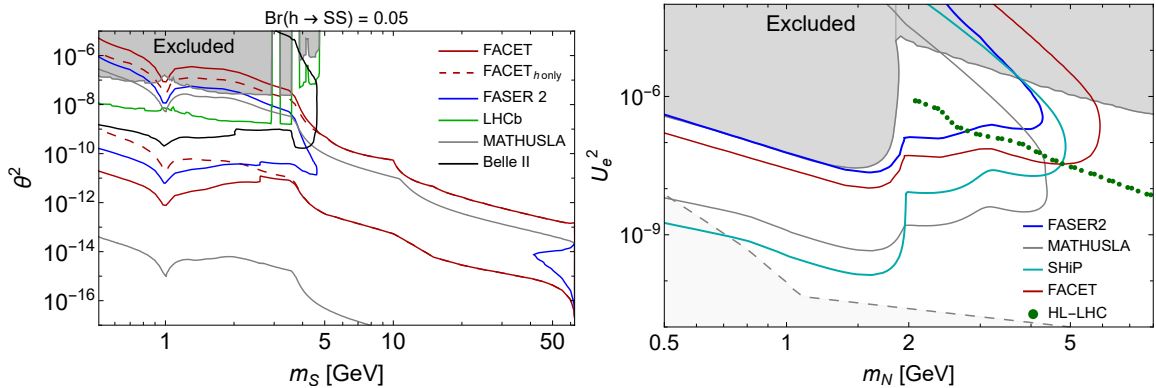 Br(h → SS) = 0.05
Excluded
FACET
FACET h only
FASER 2
LHCb
MATHUSLA
Belle II
10⁻⁶
10⁻⁸
10⁻¹⁰
10⁻¹²
10⁻¹⁴
10⁻¹⁶
θ²
1
5
10
50
m_S [GeV]
Excluded
10⁻⁶
10⁻⁹
U_e²
FASER2
MATHUSLA
SHiP
FACET
HL-LHC
0.5
1
2
5
m_N [GeV]